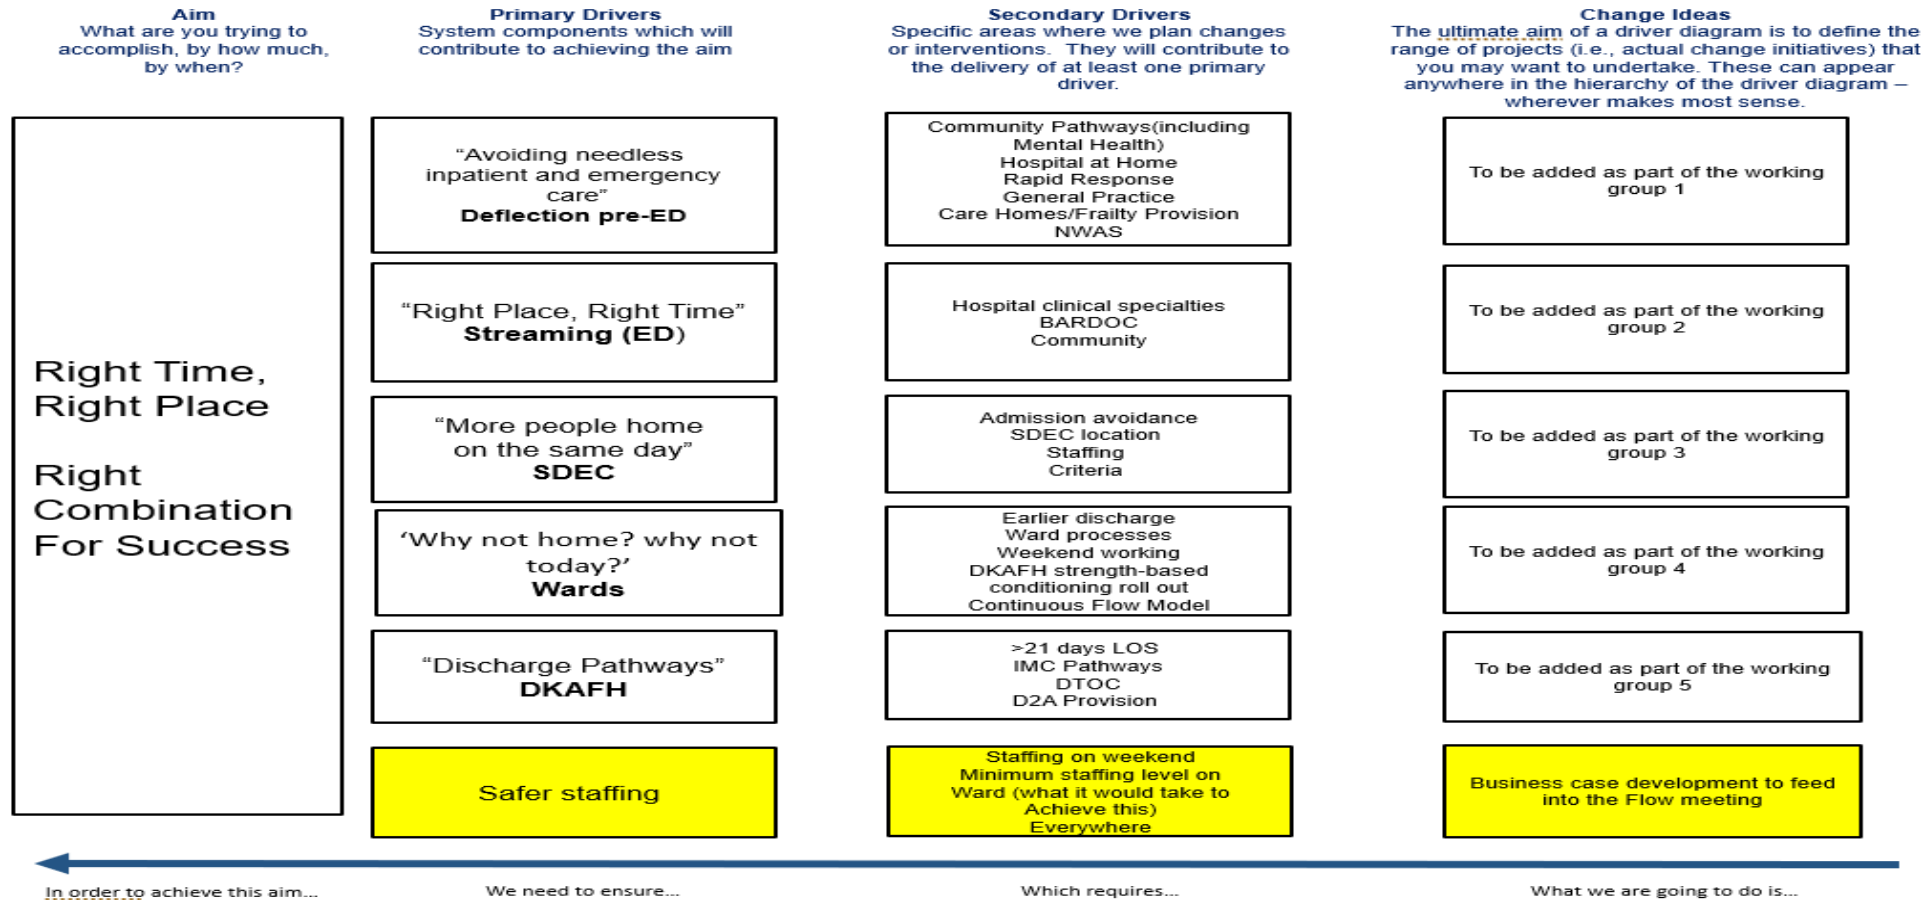 Aim
What are you trying to
accomplish, by how much,
by when?
Primary Drivers
System components which will
contribute to achieving the aim
Secondary Drivers
Specific areas where we plan changes
or interventions.  They will contribute to
the delivery of at least one primary
driver.
Change Ideas
The ultimate aim of a driver diagram is to define the
range of projects (i.e., actual change initiatives) that
you may want to undertake. These can appear
anywhere in the hierarchy of the driver diagram –
wherever makes most sense.
Right Time,
Right Place
Right
Combination
For Success
“Avoiding needless
inpatient and emergency
care”
Deflection pre-ED
Community Pathways(including
Mental Health)
Hospital at Home
Rapid Response
General Practice
Care Homes/Frailty Provision
NWAS
To be added as part of the working
group 1
“Right Place, Right Time”
Streaming (ED)
Hospital clinical specialties
BARDOC
Community
To be added as part of the working
group 2
“More people home
on the same day”
SDEC
Admission avoidance
SDEC location
Staffing
Criteria
To be added as part of the working
group 3
‘Why not home? why not
today?’
Wards
Earlier discharge
Ward processes
Weekend working
DKAFH strength-based
conditioning roll out
Continuous Flow Model
To be added as part of the working
group 4
“Discharge Pathways”
DKAFH
>21 days LOS
IMC Pathways
DTOC
D2A Provision
To be added as part of the working
group 5
Safer staffing
Staffing on weekend
Minimum staffing level on
Ward (what it would take to
Achieve this)
Everywhere
Business case development to feed
into the Flow meeting
In order to achieve this aim...
We need to ensure...
Which requires...
What we are going to do is...